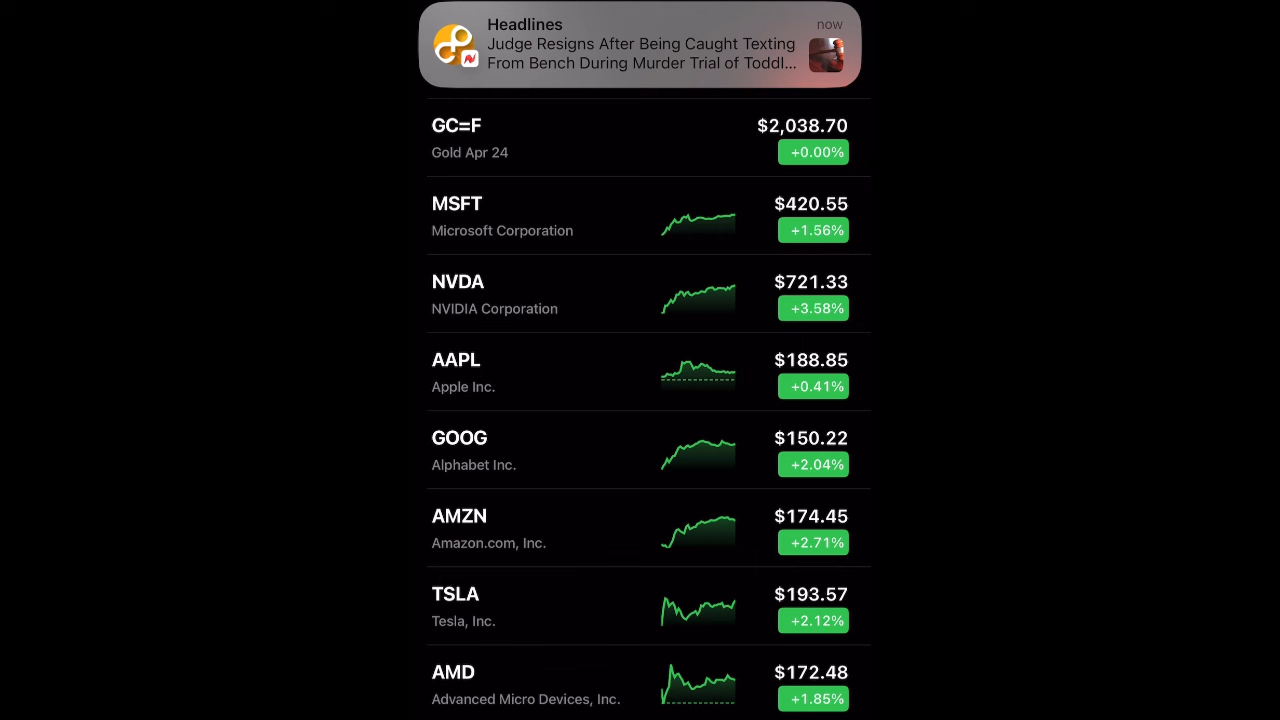 Headlines
now
Judge Resigns After Being Caught Texting
From Bench During Murder Trial of Toddl...
GC=F
$2,038.70
Gold Apr 24
+0.00%
MSFT
$420.55
Microsoft Corporation
+1.56%
NVDA
$721.33
NVIDIA Corporation
+3.58%
AAPL
$188.85
Apple Inc.
+0.41%
GOOG
$150.22
Alphabet Inc.
+2.04%
AMZN
$174.45
Amazon.com, Inc.
+2.71%
TSLA
$193.57
Tesla, Inc.
+2.12%
AMD
$172.48
Advanced Micro Devices, Inc.
+1.85%